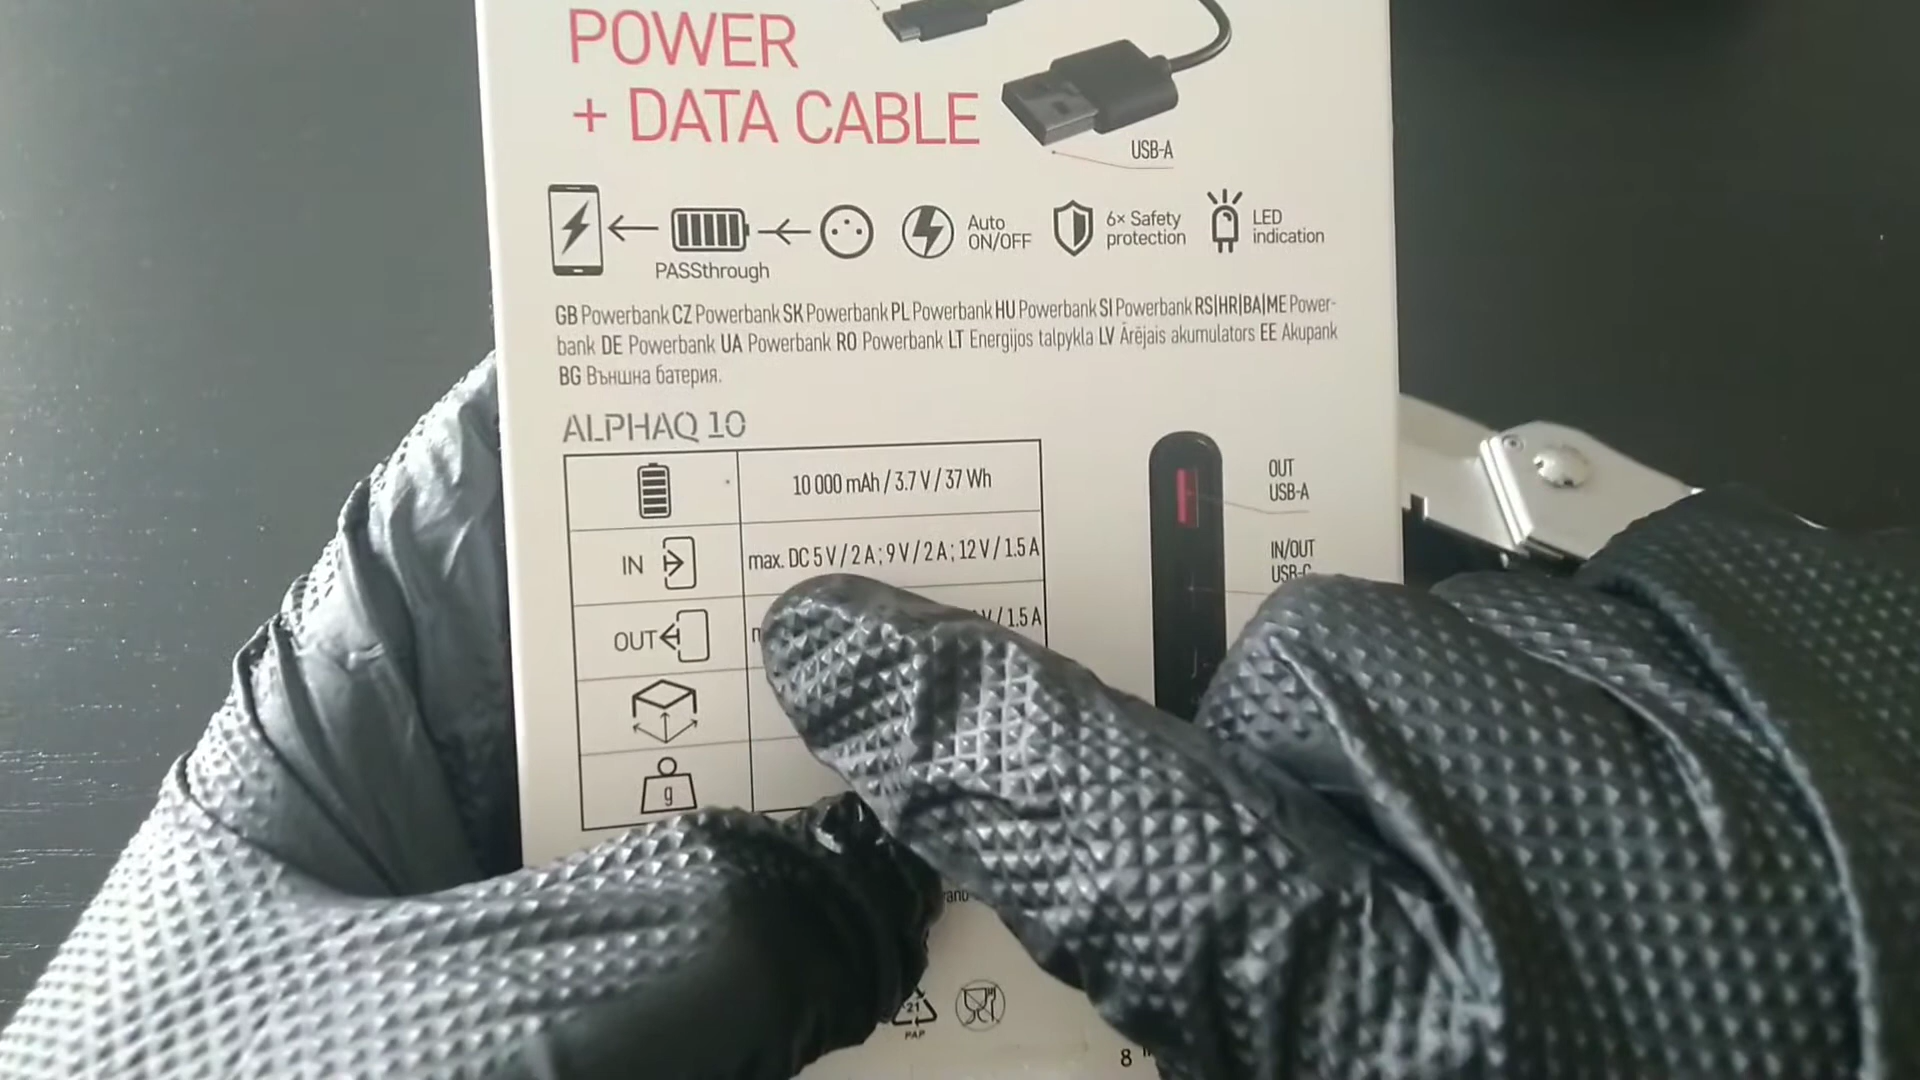 POWER
+ DATA CABLE
USB-A
PASSthrough
Auto
ON/OFF
6× Safety
protection
LED
indication
GB Powerbank CZ Powerbank SK Powerbank PL Powerbank HU Powerbank SI Powerbank RS|HR|BA|ME Power-
bank DE Powerbank UA Powerbank RO Powerbank LT Energijos talpykla LV Ārējais akumulators EE Akupank
BG Външна батерия.
ALPHAQ 10
10 000 mAh / 3.7 V / 37 Wh
IN
max. DC 5 V / 2 A; 9 V / 2 A; 12 V / 1.5 A
OUT
V / 1.5 A
g
OUT
USB-A
IN/OUT
USB-C
21
PAP
8